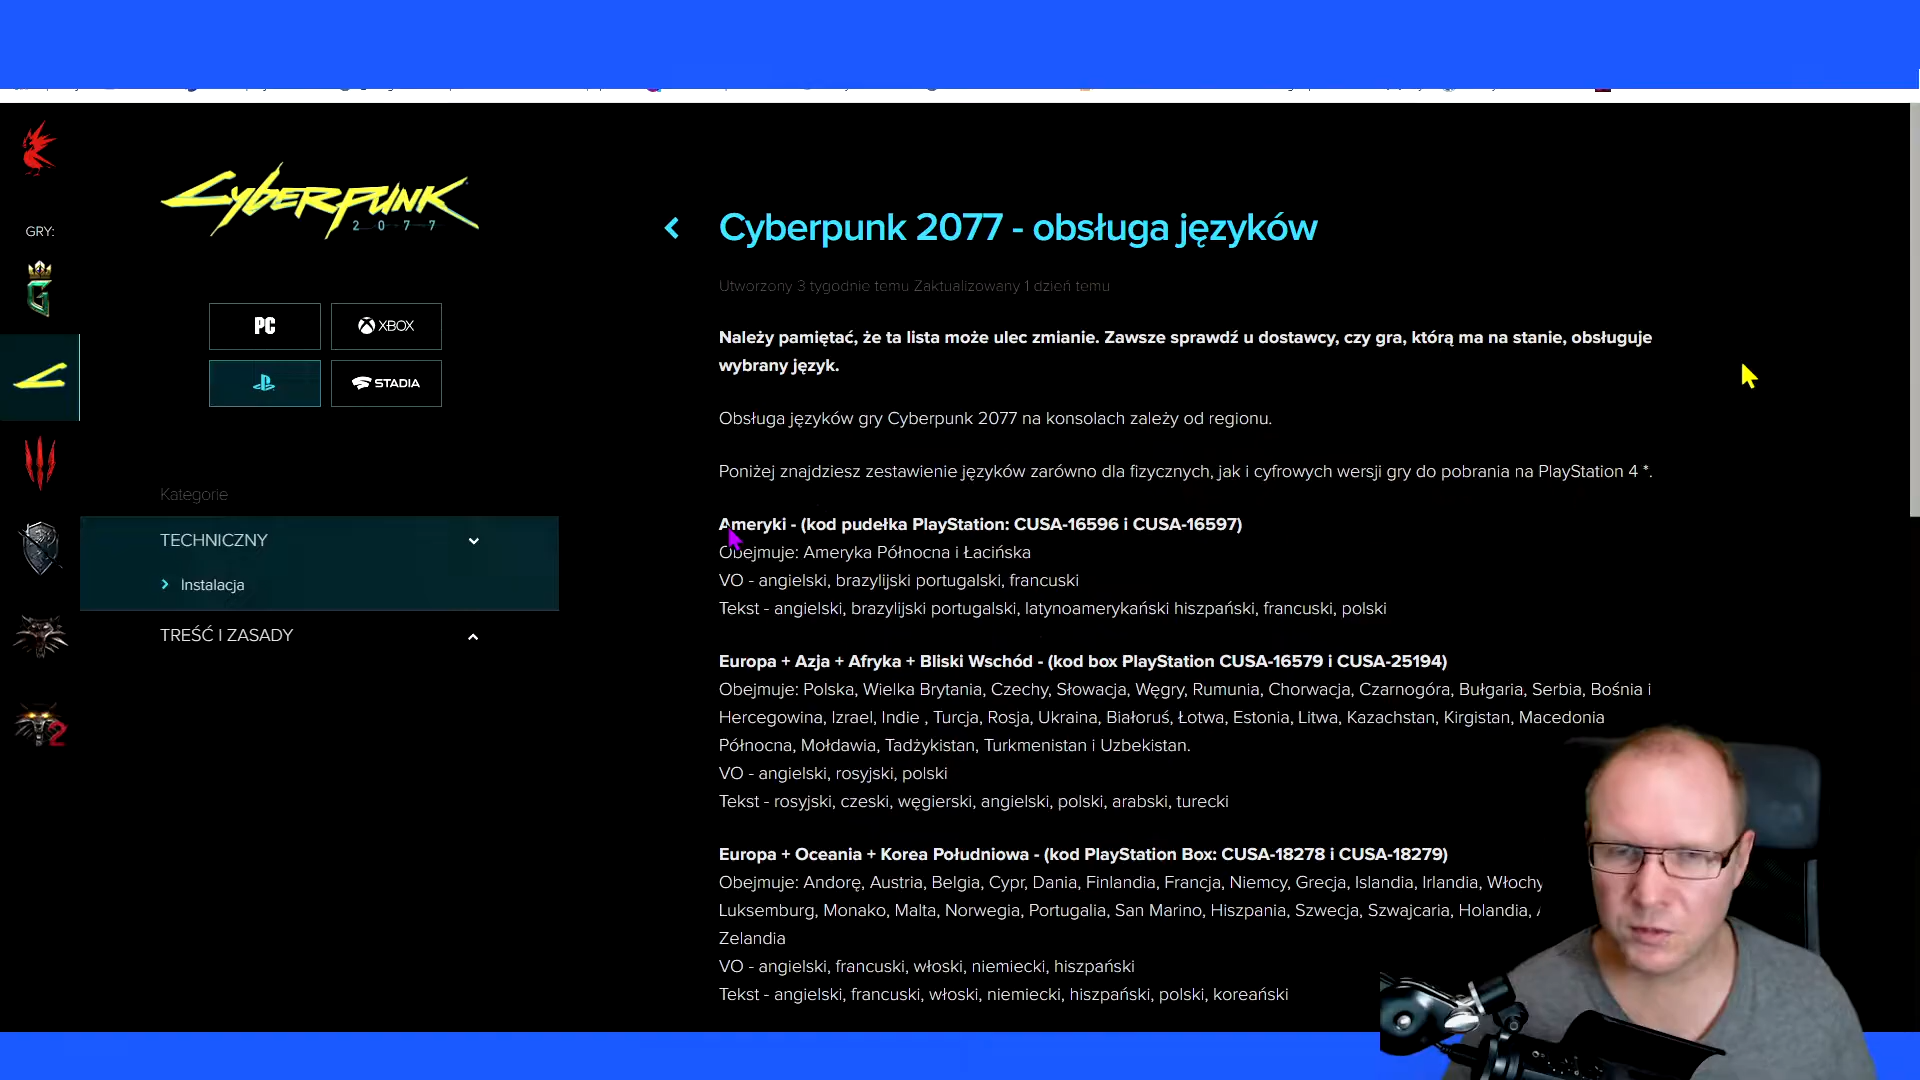 CYBERPUNK
2077
GRY:
PC
XBOX
STADIA
Kategorie
TECHNICZNY
Instalacja
TREŚĆ I ZASADY
2
Cyberpunk 2077 - obsługa języków
Utworzony 3 tygodnie temu Zaktualizowany 1 dzień temu
Należy pamiętać, że ta lista może ulec zmianie. Zawsze sprawdź u dostawcy, czy gra, którą ma na stanie, obsługuje
wybrany język.
Obsługa języków gry Cyberpunk 2077 na konsolach zależy od regionu.
Poniżej znajdziesz zestawienie języków zarówno dla fizycznych, jak i cyfrowych wersji gry do pobrania na PlayStation 4 *.
Ameryki - (kod pudełka PlayStation: CUSA-16596 i CUSA-16597)
Obejmuje: Ameryka Północna i Łacińska
VO - angielski, brazylijski portugalski, francuski
Tekst - angielski, brazylijski portugalski, latynoamerykański hiszpański, francuski, polski
Europa + Azja + Afryka + Bliski Wschód - (kod box PlayStation CUSA-16579 i CUSA-25194)
Obejmuje: Polska, Wielka Brytania, Czechy, Słowacja, Węgry, Rumunia, Chorwacja, Czarnogóra, Bułgaria, Serbia, Bośnia i
Hercegowina, Izrael, Indie , Turcja, Rosja, Ukraina, Białoruś, Łotwa, Estonia, Litwa, Kazachstan, Kirgistan, Macedonia
Północna, Mołdawia, Tadżykistan, Turkmenistan i Uzbekistan.
VO - angielski, rosyjski, polski
Tekst - rosyjski, czeski, węgierski, angielski, polski, arabski, turecki
Europa + Oceania + Korea Południowa - (kod PlayStation Box: CUSA-18278 i CUSA-18279)
Obejmuje: Andorę, Austria, Belgia, Cypr, Dania, Finlandia, Francja, Niemcy, Grecja, Islandia, Irlandia, Włochy
Luksemburg, Monako, Malta, Norwegia, Portugalia, San Marino, Hiszpania, Szwecja, Szwajcaria, Holandia,
Zelandia
VO - angielski, francuski, włoski, niemiecki, hiszpański
Tekst - angielski, francuski, włoski, niemiecki, hiszpański, polski, koreański